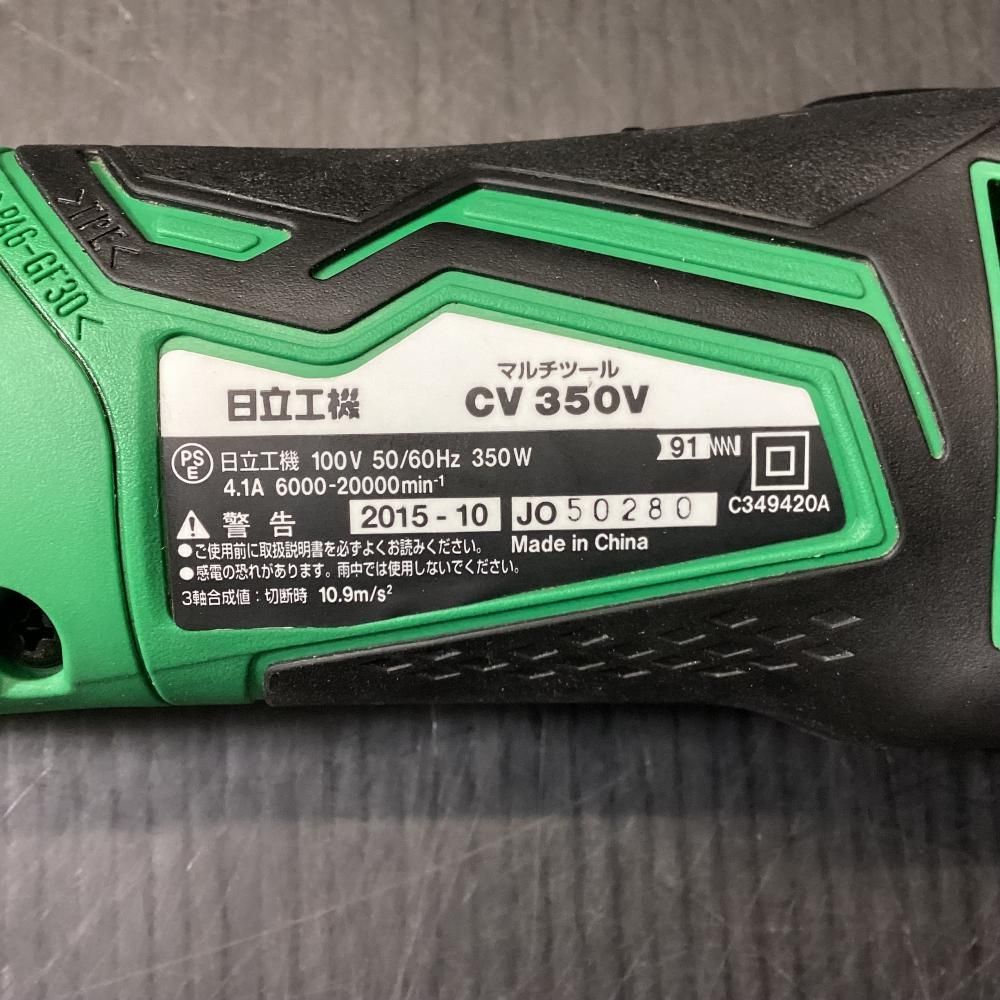 >PA6-GF30<
>TPE<
マルチツール
日立工機 CV 350V
PS E 日立工機 100V 50/60Hz 350W 91
4.1A 6000-20000min-1
C349420A
警告 2015-10 JO 50280
●ご使用前に取扱説明書を必ずよくお読みください。 Made in China
●感電の恐れがあります。雨中では使用しないでください。
3軸合成値：切断時 10.9m/s²